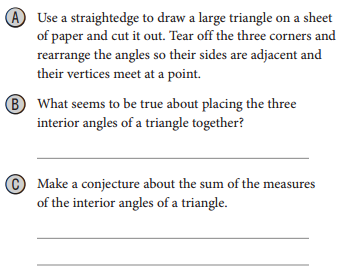 A Use a straightedge to draw a large triangle on a sheet
of paper and cut it out. Tear off the three corners and
rearrange the angles so their sides are adjacent and
their vertices meet at a point.
B What seems to be true about placing the three
interior angles of a triangle together?
C Make a conjecture about the sum of the measures
of the interior angles of a triangle.